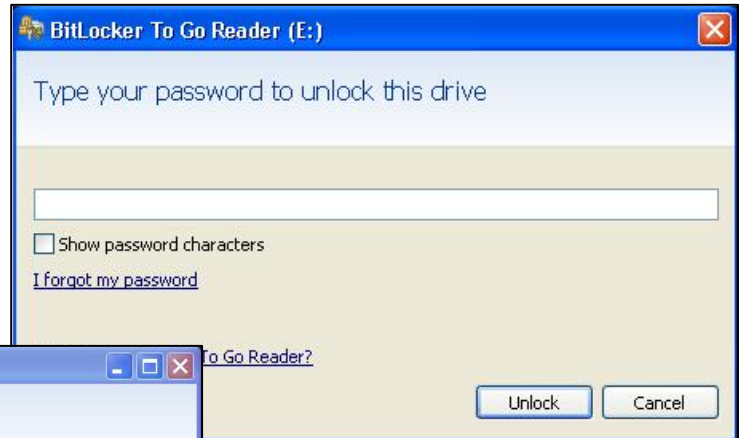 BitLocker To Go Reader (E:)
Type your password to unlock this drive
Show password characters
I forgot my password
To Go Reader?
Unlock Cancel